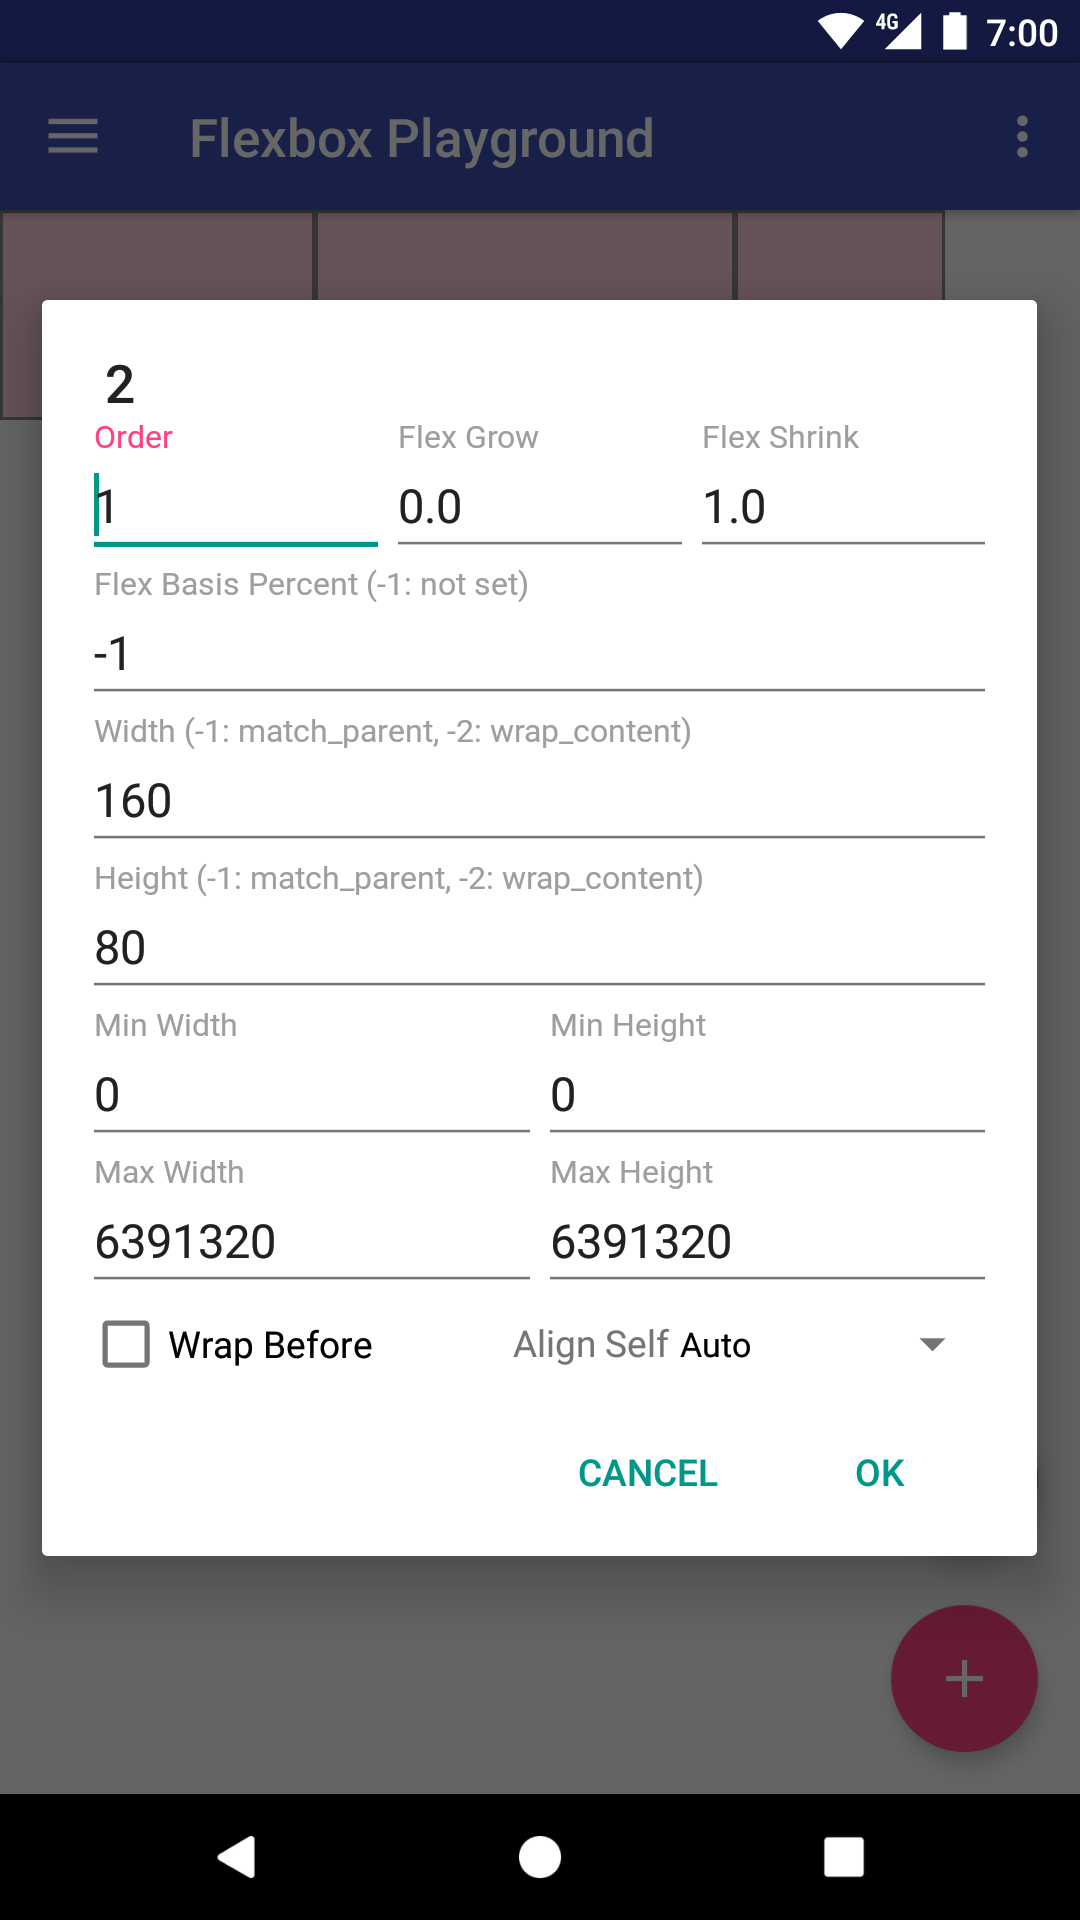 4G 7:00
Flexbox Playground
2
Order Flex Grow Flex Shrink
1 0.0 1.0
Flex Basis Percent (-1: not set)
-1
Width (-1: match_parent, -2: wrap_content)
160
Height (-1: match_parent, -2: wrap_content)
80
Min Width Min Height
0 0
Max Width Max Height
6391320 6391320
Wrap Before Align Self Auto
CANCEL OK